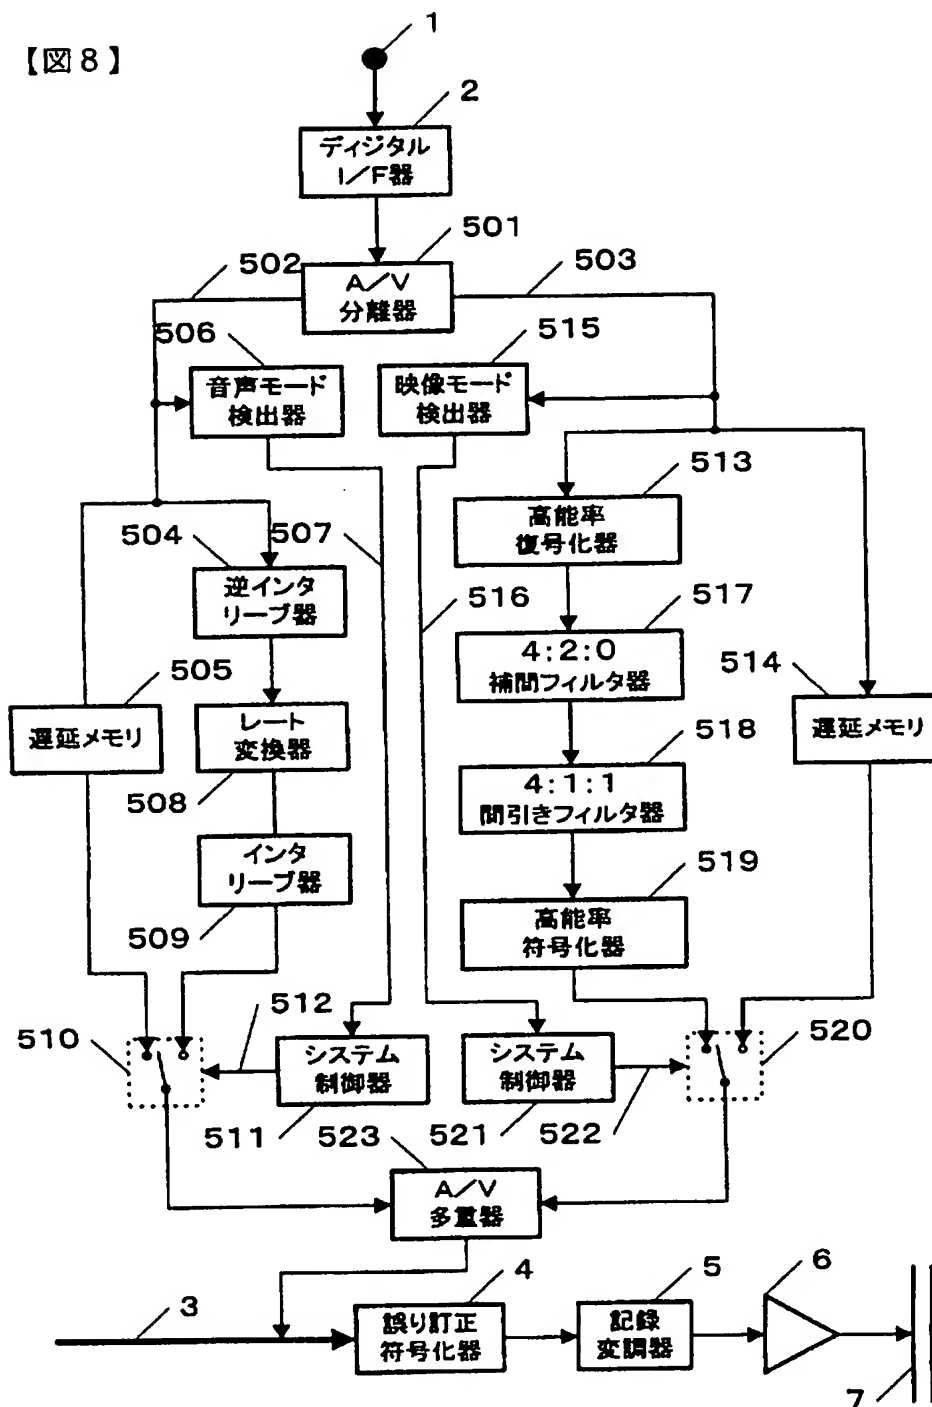 【図8】
1
2
ディジタル
I/F器
501
502
503
A/V
分離器
506
515
音声モード
検出器
映像モード
検出器
513
高能率
復号化器
504
507
逆インタ
リーブ器
516
517
4:2:0
補間フィルタ器
505
514
遅延メモリ
レート
変換器
遅延メモリ
508
518
4:1:1
間引きフィルタ器
インタ
リーブ器
519
高能率
符号化器
509
510
512
520
システム
制御器
システム
制御器
511
523
521
522
A/V
多重器
3
4
5
6
誤り訂正
符号化器
記録
変調器
7